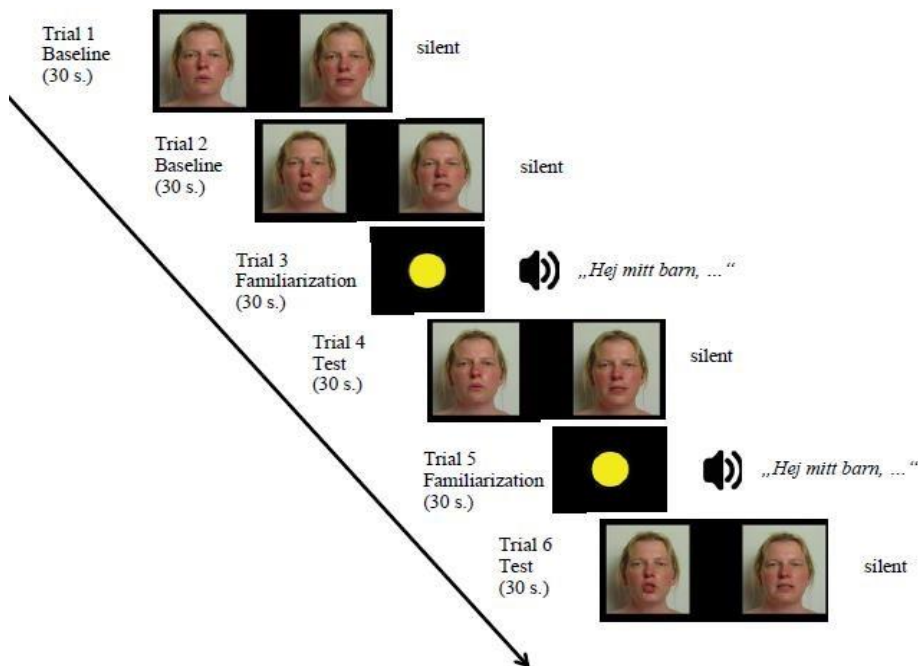 Trial 1
Baseline
(30 s.)
silent
Trial 2
Baseline
(30 s.)
silent
Trial 3
Familiarization
(30 s.)
„Hej mitt barn, …“
Trial 4
Test
(30 s.)
silent
Trial 5
Familiarization
(30 s.)
„Hej mitt barn, …“
Trial 6
Test
(30 s.)
silent